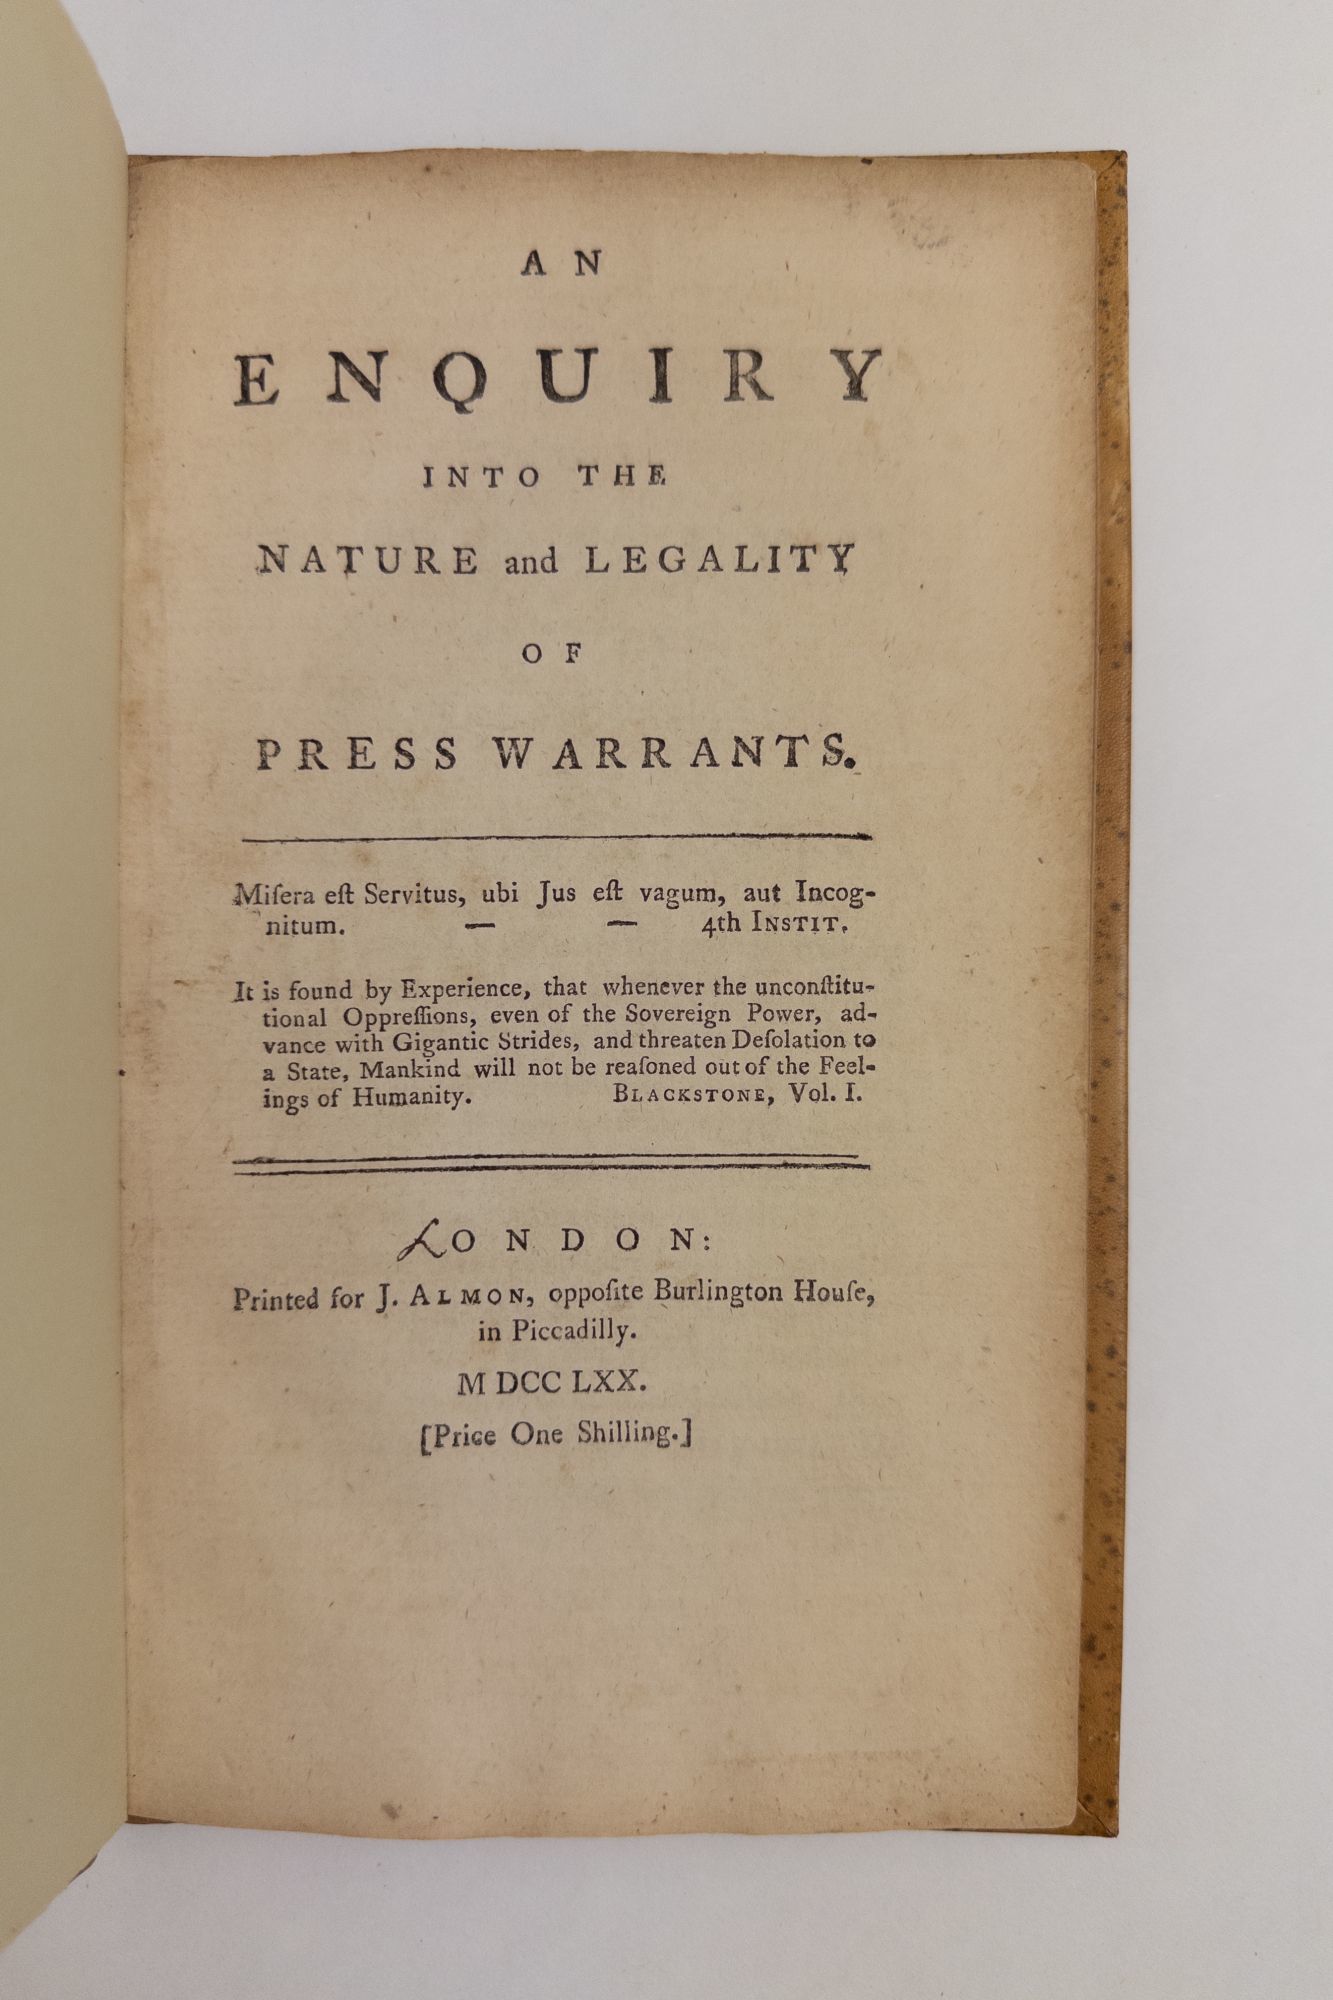 AN
ENQUIRY
INTO THE
NATURE and LEGALITY
OF
PRESS WARRANTS.
Miſera eſt Servitus, ubi Jus eſt vagum, aut Incog-
nitum. — — 4th INSTIT.
It is found by Experience, that whenever the unconſtitu-
tional Oppreſſions, even of the Sovereign Power, ad-
vance with Gigantic Strides, and threaten Deſolation to
a State, Mankind will not be reaſoned out of the Feel-
ings of Humanity. BLACKSTONE, Vol. I.
LONDON:
Printed for J. ALMON, oppoſite Burlington Houſe,
in Piccadilly.
M DCC LXX.
[Price One Shilling.]